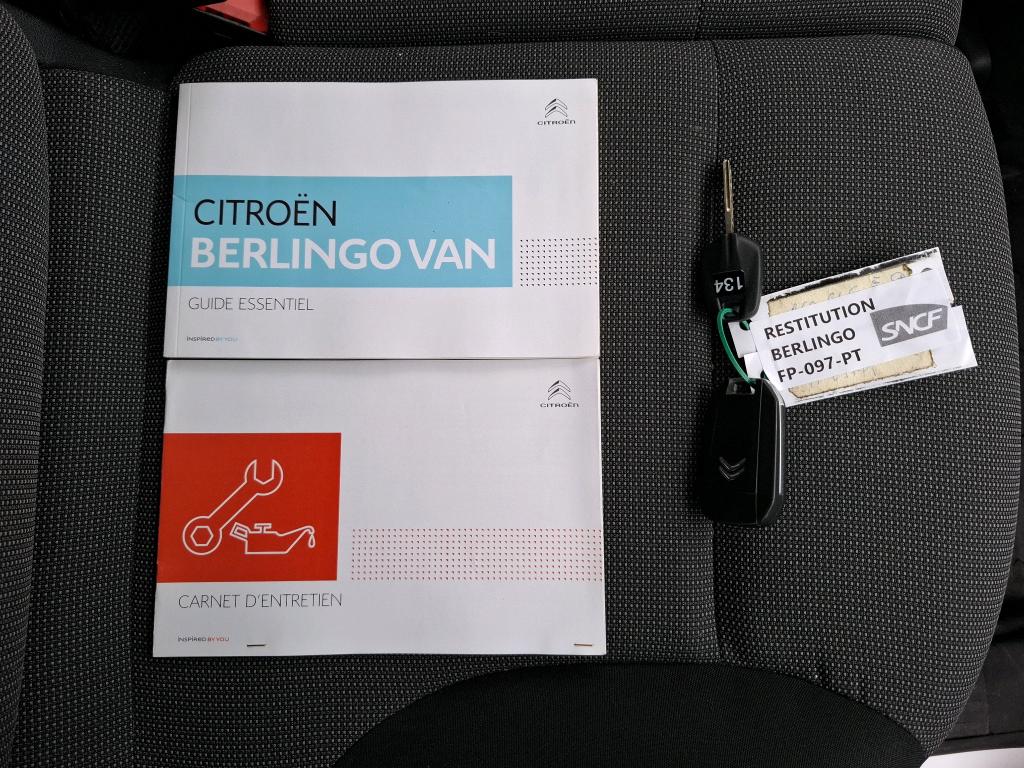 CITROËN
CITROËN
BERLINGO VAN
GUIDE ESSENTIEL
INSPIRED BY YOU
CITROËN
CARNET D'ENTRETIEN
INSPIRED BY YOU
134
RESTITUTION
BERLINGO
FP-097-PT
SNCF